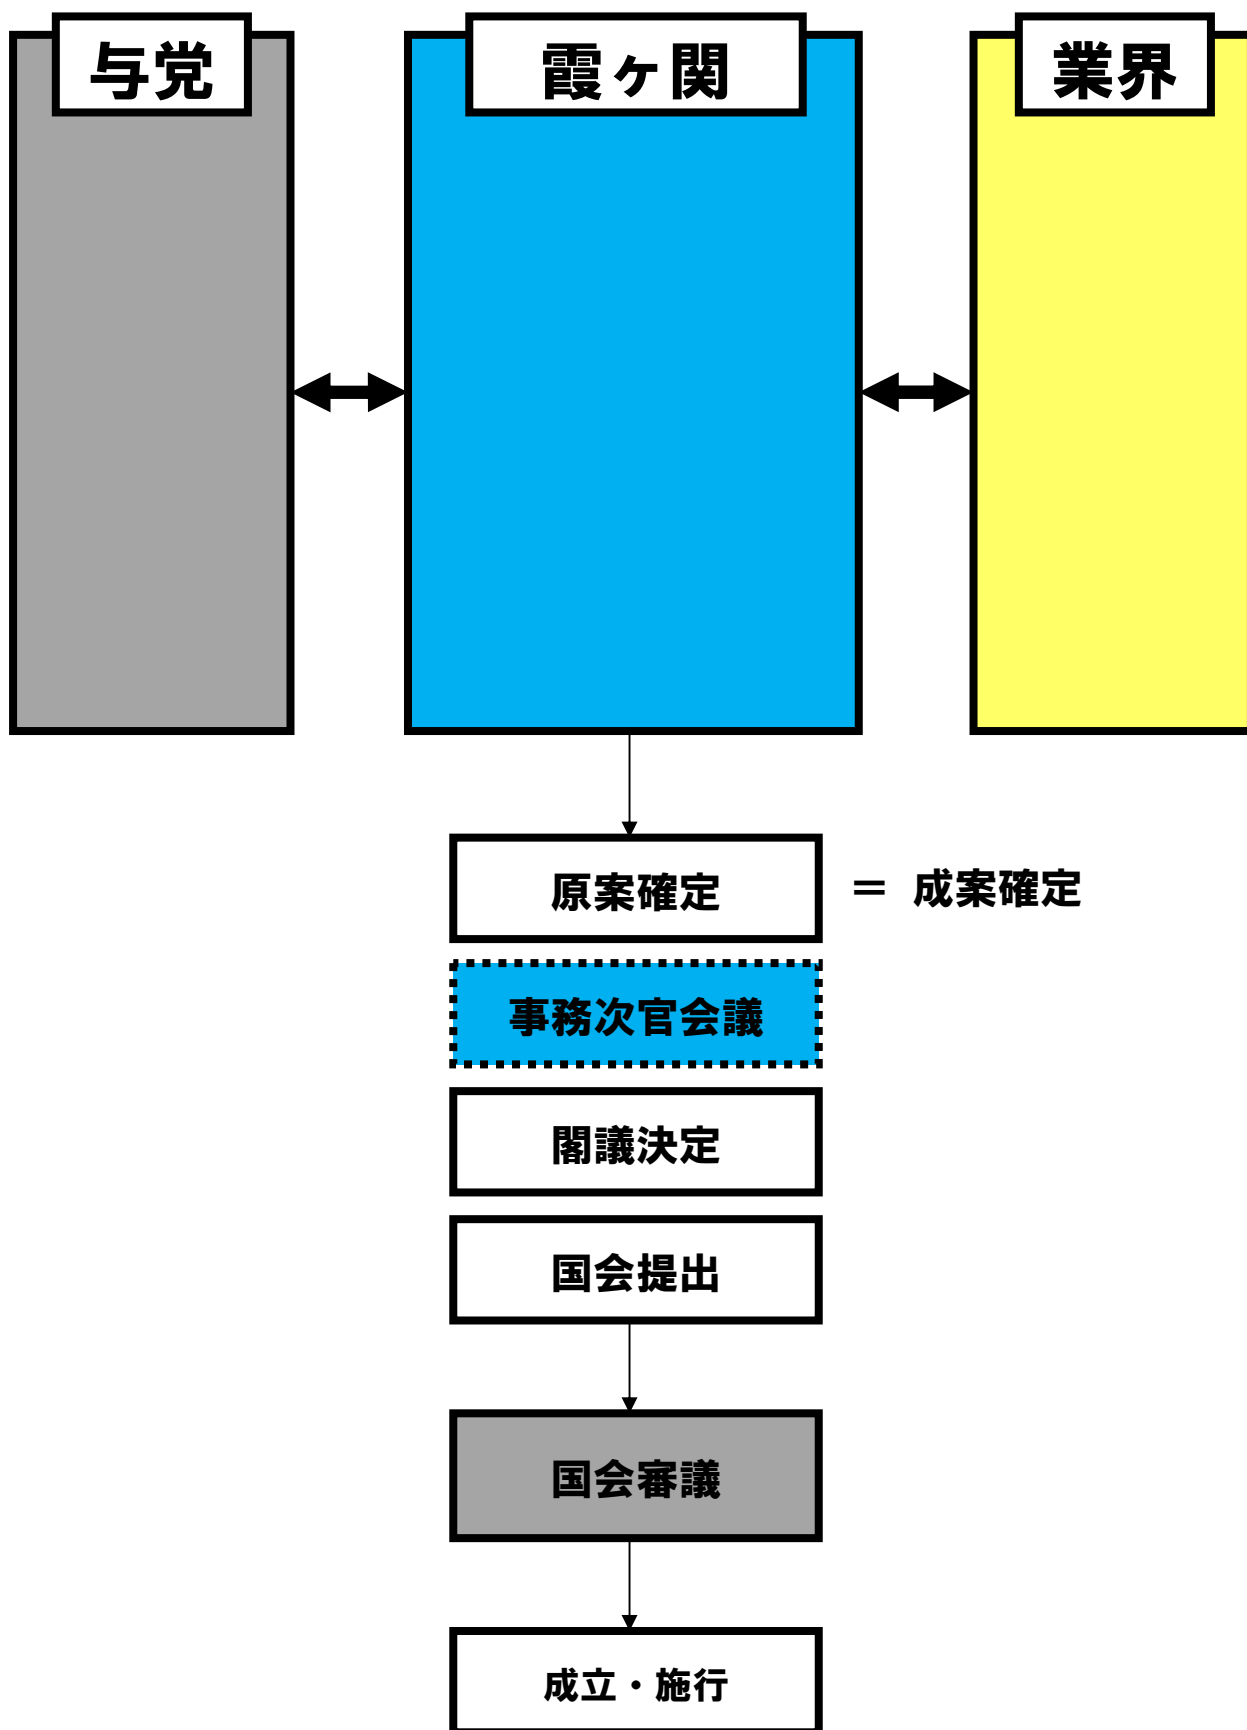 与党
霞ヶ関
業界
原案確定
＝ 成案確定
事務次官会議
閣議決定
国会提出
国会審議
成立・施行